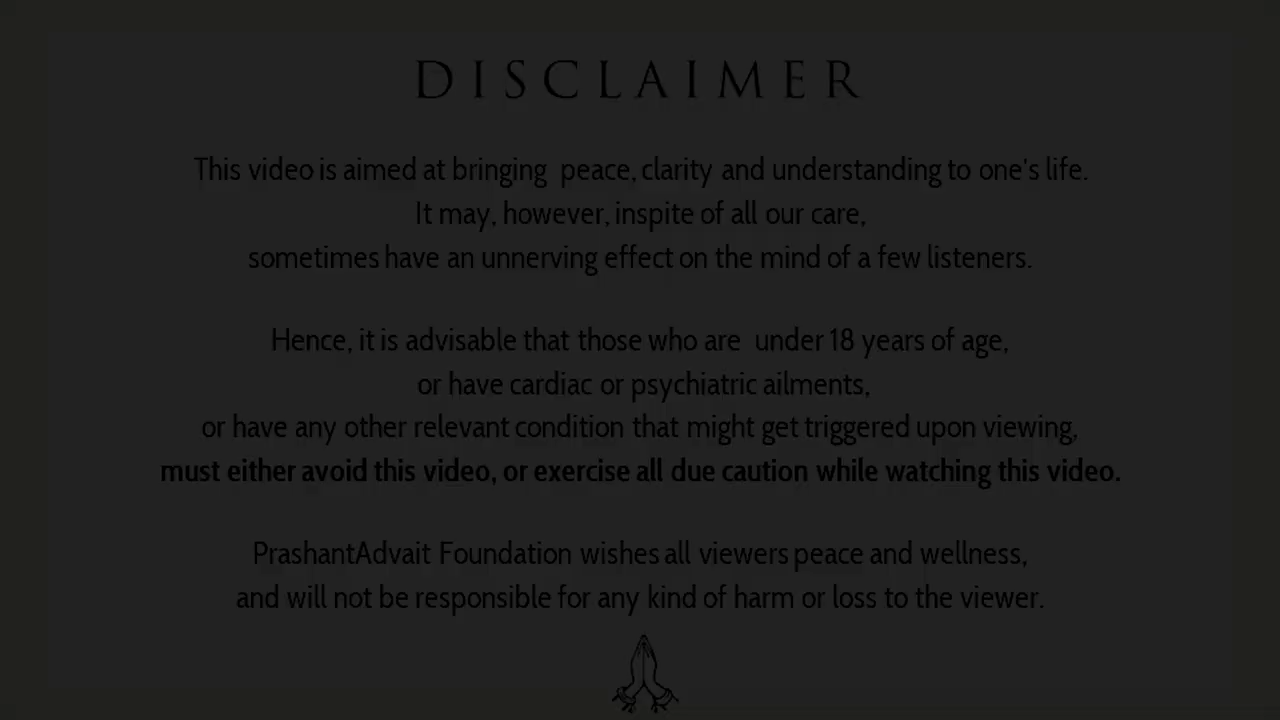 DISCLAIMER
This video is aimed at bringing peace, clarity and understanding to one's life.
It may, however, inspite of all our care,
sometimes have an unnerving effect on the mind of a few listeners.
Hence, it is advisable that those who are under 18 years of age,
or have cardiac or psychiatric ailments,
or have any other relevant condition that might get triggered upon viewing,
must either avoid this video, or exercise all due caution while watching this video.
PrashantAdvait Foundation wishes all viewers peace and wellness,
and will not be responsible for any kind of harm or loss to the viewer.